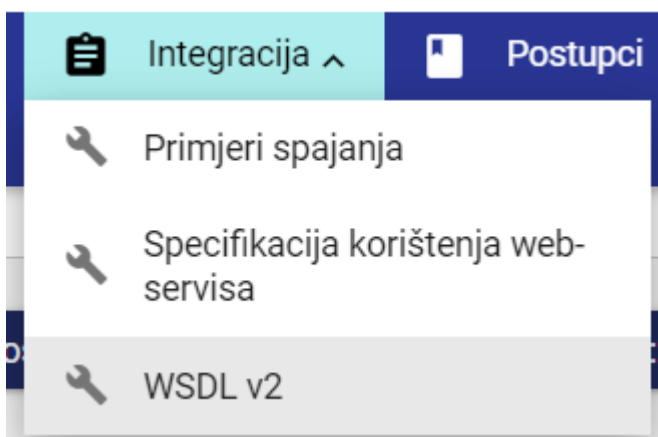 Integracija
Postupci
Primjeri spajanja
Specifikacija korištenja web-
servisa
WSDL v2